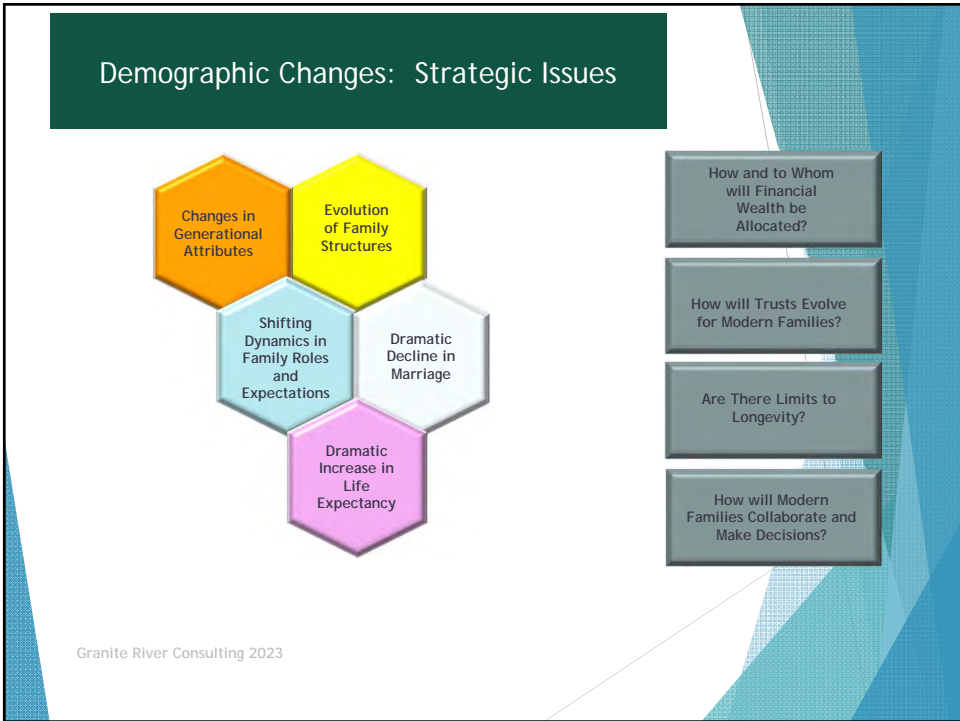 Demographic Changes: Strategic Issues
Changes in
Generational
Attributes
Evolution
of Family
Structures
Shifting
Dynamics in
Family Roles
and
Expectations
Dramatic
Decline in
Marriage
Dramatic
Increase in
Life
Expectancy
How and to Whom
will Financial
Wealth be
Allocated?
How will Trusts Evolve
for Modern Families?
Are There Limits to
Longevity?
How will Modern
Families Collaborate and
Make Decisions?
Granite River Consulting 2023